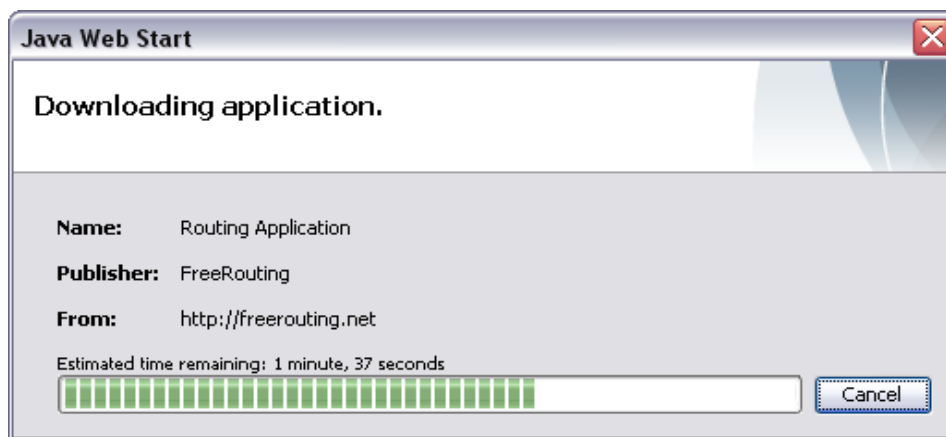 Java Web Start
Downloading application.
Name: Routing Application
Publisher: FreeRouting
From: http://freerouting.net
Estimated time remaining: 1 minute, 37 seconds
Cancel